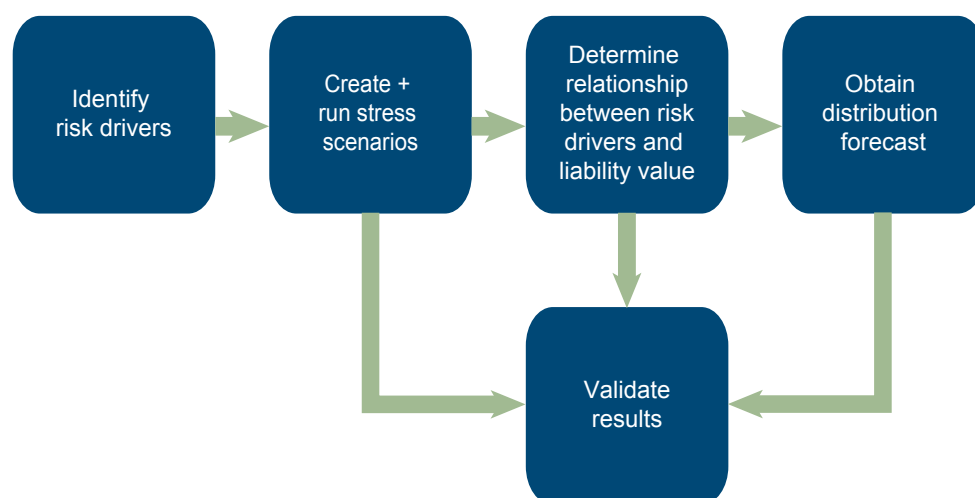 Identify
risk drivers
Create +
run stress
scenarios
Determine
relationship
between risk
drivers and
liability value
Obtain
distribution
forecast
Validate
results